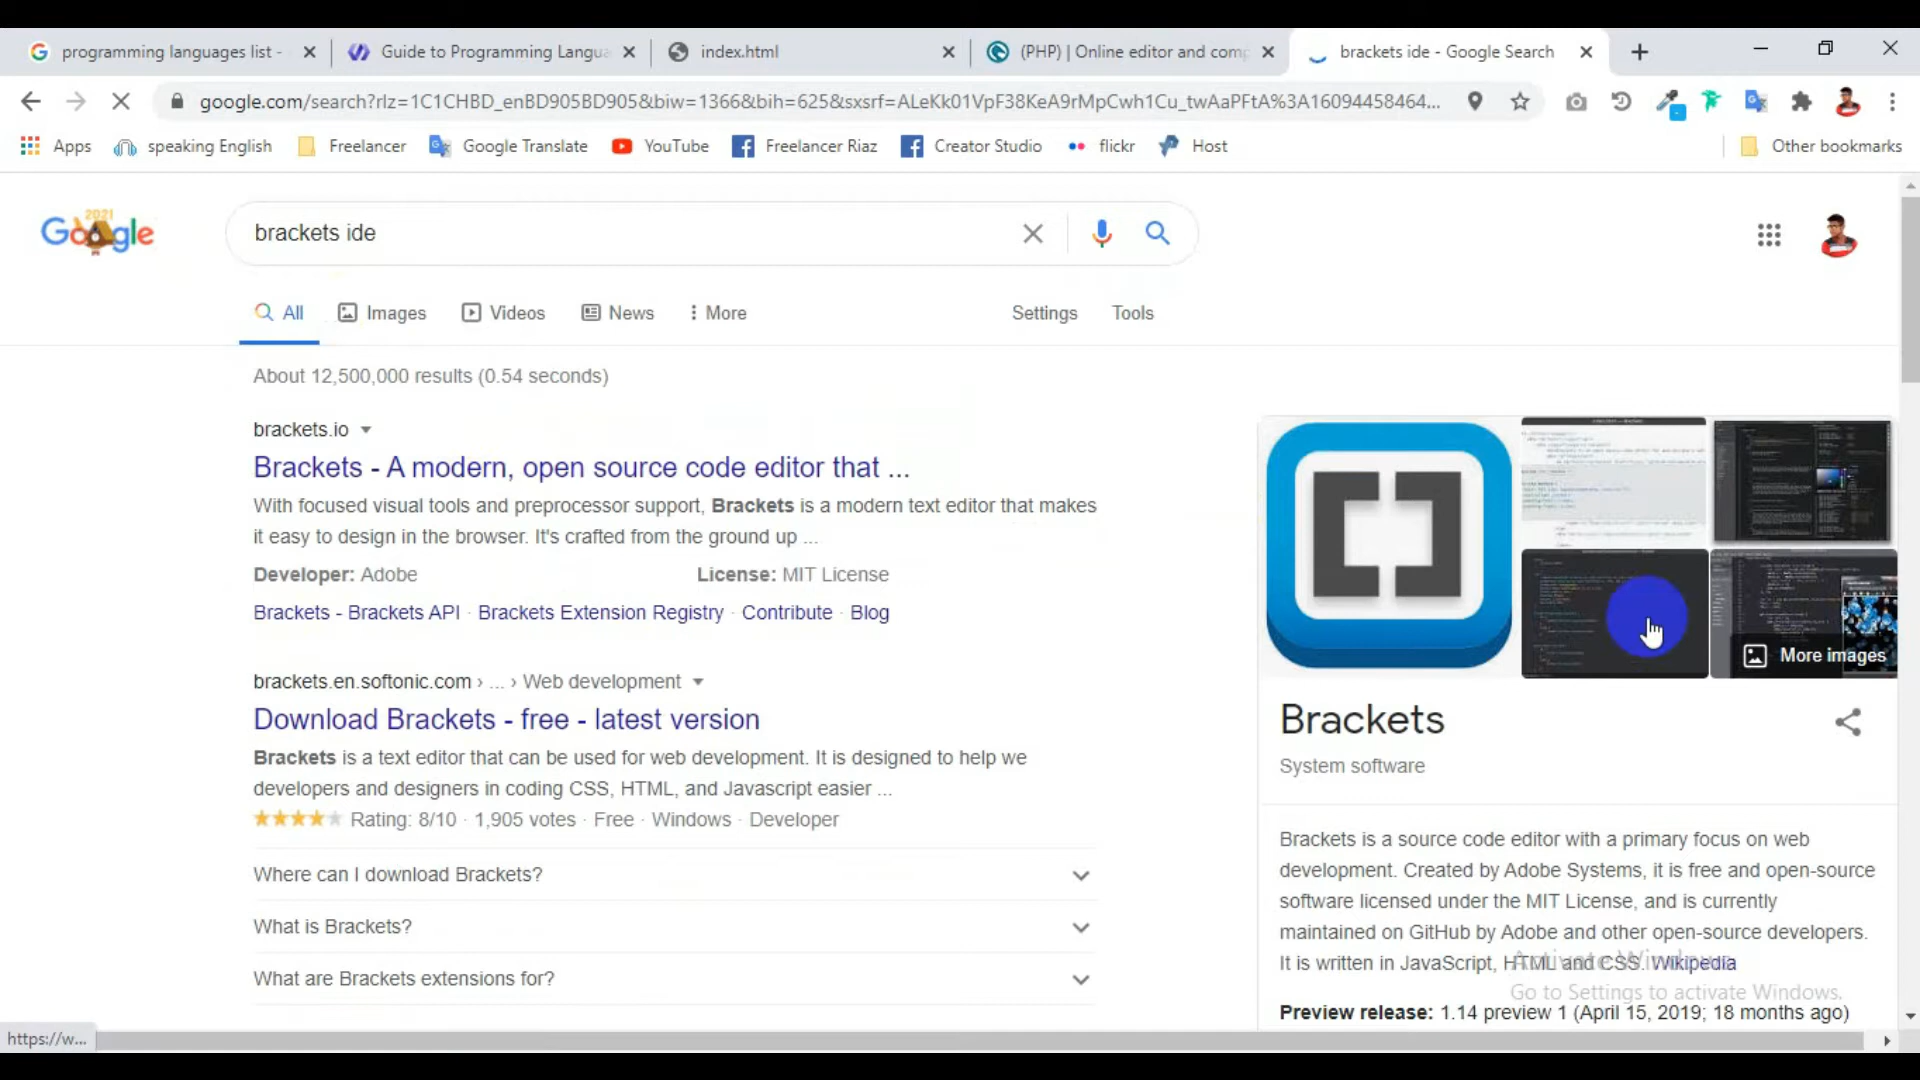 programming languages list -
Guide to Programming Langua
index.html
(PHP) | Online editor and comp
brackets ide - Google Search
google.com/search?rlz=1C1CHBD_enBD905BD905&biw=1366&bih=625&sxsrf=ALeKk01VpF38KeA9rMpCwh1Cu_twAaPFtA%3A16094458464...
Apps
speaking English
Freelancer
Google Translate
YouTube
Freelancer Riaz
Creator Studio
flickr
Host
Other bookmarks
2021
Google
brackets ide
All
Images
Videos
News
More
Settings
Tools
About 12,500,000 results (0.54 seconds)
brackets.io
Brackets - A modern, open source code editor that ...
With focused visual tools and preprocessor support, Brackets is a modern text editor that makes
it easy to design in the browser. It's crafted from the ground up ...
Developer: Adobe
License: MIT License
Brackets - Brackets API · Brackets Extension Registry · Contribute · Blog
brackets.en.softonic.com › ... › Web development
Download Brackets - free - latest version
Brackets is a text editor that can be used for web development. It is designed to help we
developers and designers in coding CSS, HTML, and Javascript easier ...
Rating: 8/10 · 1,905 votes · Free · Windows · Developer
Where can I download Brackets?
What is Brackets?
What are Brackets extensions for?
More images
Brackets
System software
Brackets is a source code editor with a primary focus on web
development. Created by Adobe Systems, it is free and open-source
software licensed under the MIT License, and is currently
maintained on GitHub by Adobe and other open-source developers.
It is written in JavaScript, HTML and CSS. Wikipedia
Activate Windows
Go to Settings to activate Windows.
Preview release: 1.14 preview 1 (April 15, 2019; 18 months ago)
https://w...